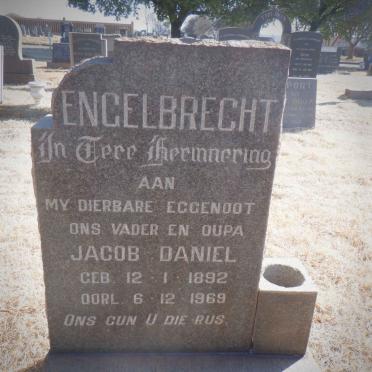 ENGELBRECHT
In Tere Herinnering
AAN
MY DIERBARE EGGENOOT
ONS VADER EN OUPA
JACOB DANIEL
GEB. 12 · 1 · 1892
OORL. 6 · 12 · 1969
ONS GUN U DIE RUS.